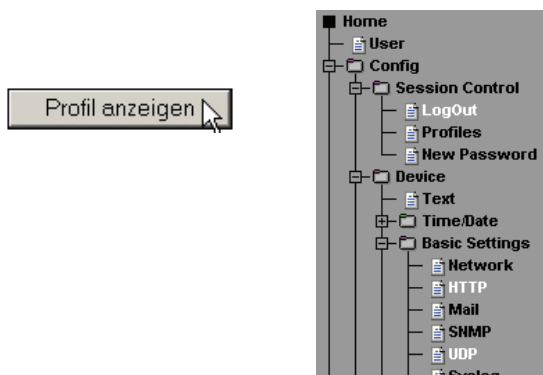 Profil anzeigen
Home
User
Config
Session Control
LogOut
Profiles
New Password
Device
Text
Time/Date
Basic Settings
Network
HTTP
Mail
SNMP
UDP